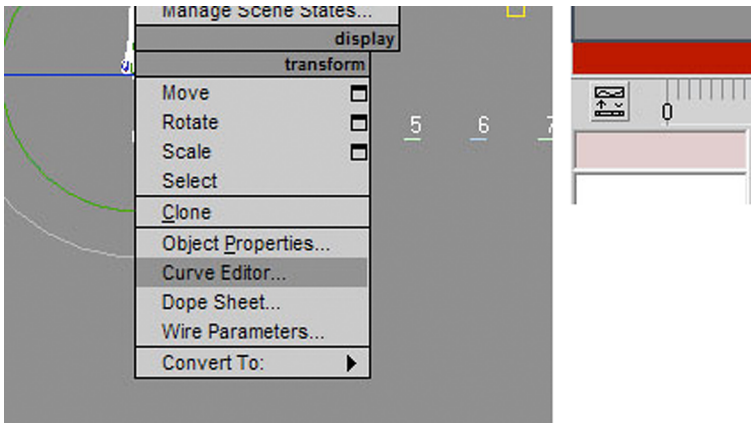 Manage Scene States...
display
transform
Move
Rotate
Scale
Select
Clone
Object Properties...
Curve Editor...
Dope Sheet...
Wire Parameters...
Convert To:
5 6 7
0